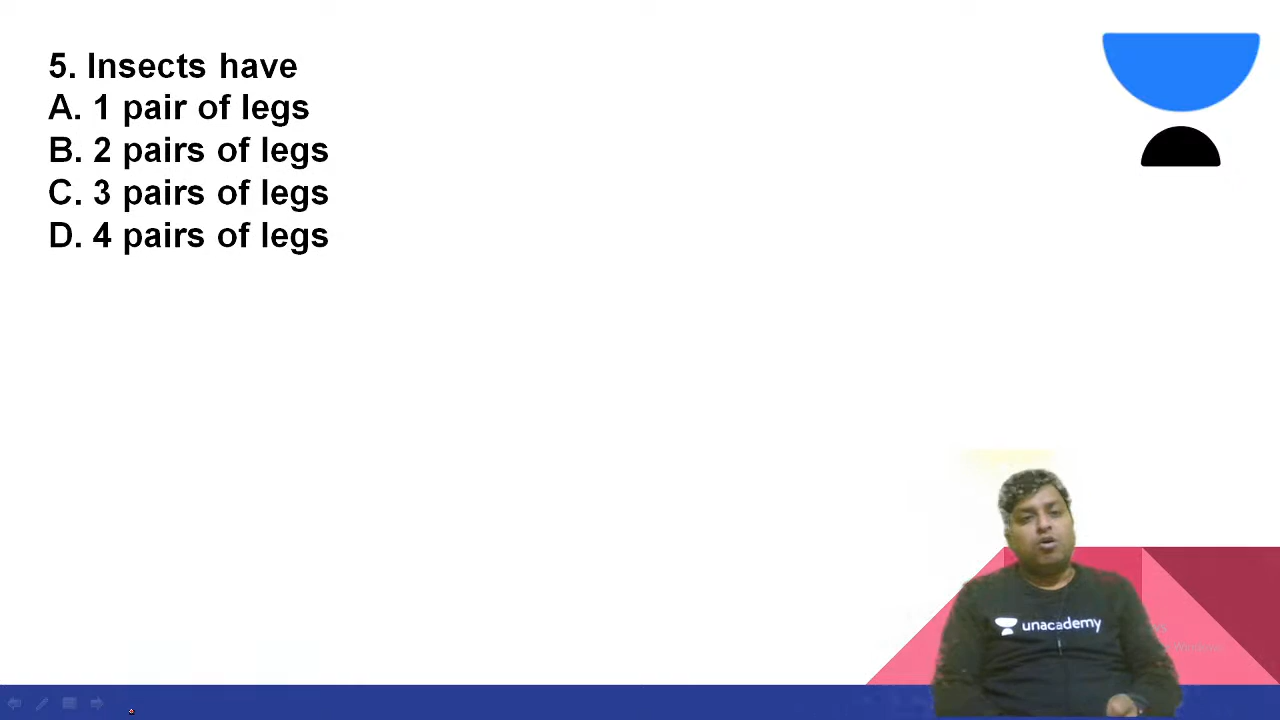 5. Insects have
A. 1 pair of legs
B. 2 pairs of legs
C. 3 pairs of legs
D. 4 pairs of legs
unacademy